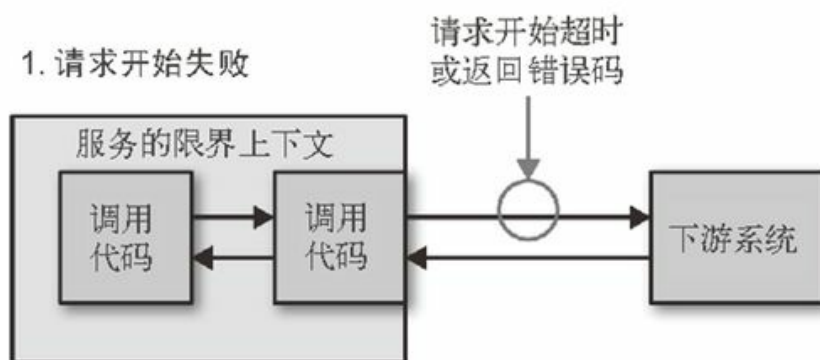 请求开始超时
或返回错误码
1. 请求开始失败
服务的限界上下文
调用
代码
调用
代码
下游系统